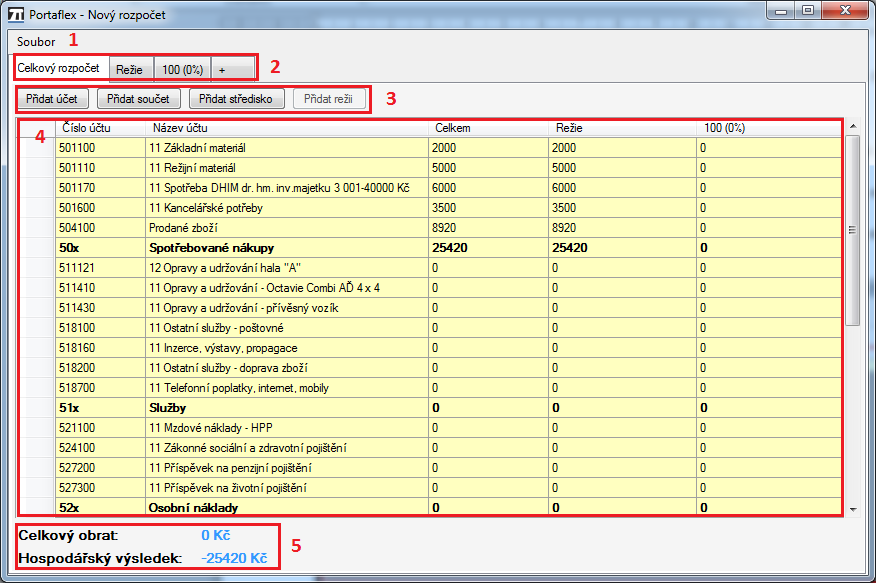 Portaflex - Nový rozpočet
Soubor 1
Celkový rozpočet Režie 100 (0%) + 2
Přidat účet Přidat součet Přidat středisko Přidat režii 3
4 Číslo účtu Název účtu Celkem Režie 100 (0%)
501100 11 Základní materiál 2000 2000 0
501110 11 Režijní materiál 5000 5000 0
501170 11 Spotřeba DHIM dr. hm. inv.majetku 3 001-40000 Kč 6000 6000 0
501600 11 Kancelářské potřeby 3500 3500 0
504100 Prodané zboží 8920 8920 0
50x Spotřebované nákupy 25420 25420 0
511121 12 Opravy a udržování hala "A" 0 0 0
511410 11 Opravy a udržování - Octavie Combi AĎ 4 x 4 0 0 0
511430 11 Opravy a udržování - přívěsný vozík 0 0 0
518100 11 Ostatní služby - poštovné 0 0 0
518160 11 Inzerce, výstavy, propagace 0 0 0
518200 11 Ostatní služby - doprava zboží 0 0 0
518700 11 Telefonní poplatky, internet, mobily 0 0 0
51x Služby 0 0 0
521100 11 Mzdové náklady - HPP 0 0 0
524100 11 Zákonné sociální a zdravotní pojištění 0 0 0
527200 11 Příspěvek na penzijní pojištění 0 0 0
527300 11 Příspěvek na životní pojištění 0 0 0
52x Osobní náklady 0 0 0
Celkový obrat: 0 Kč
Hospodářský výsledek: -25420 Kč 5